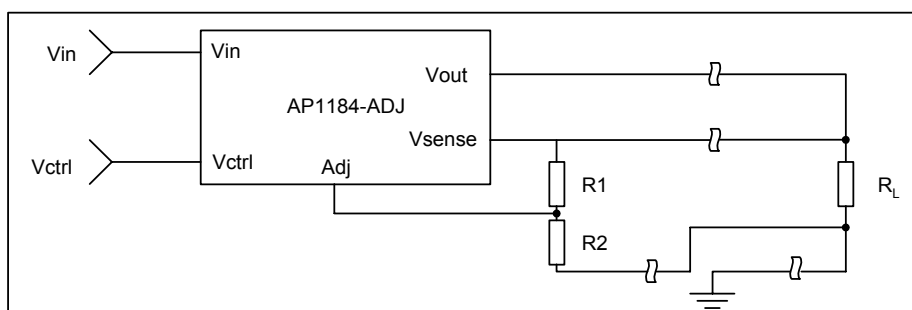 Vin
Vin
Vout
AP1184-ADJ
Vsense
Vctrl
Vctrl
Adj
R1
R2
RL